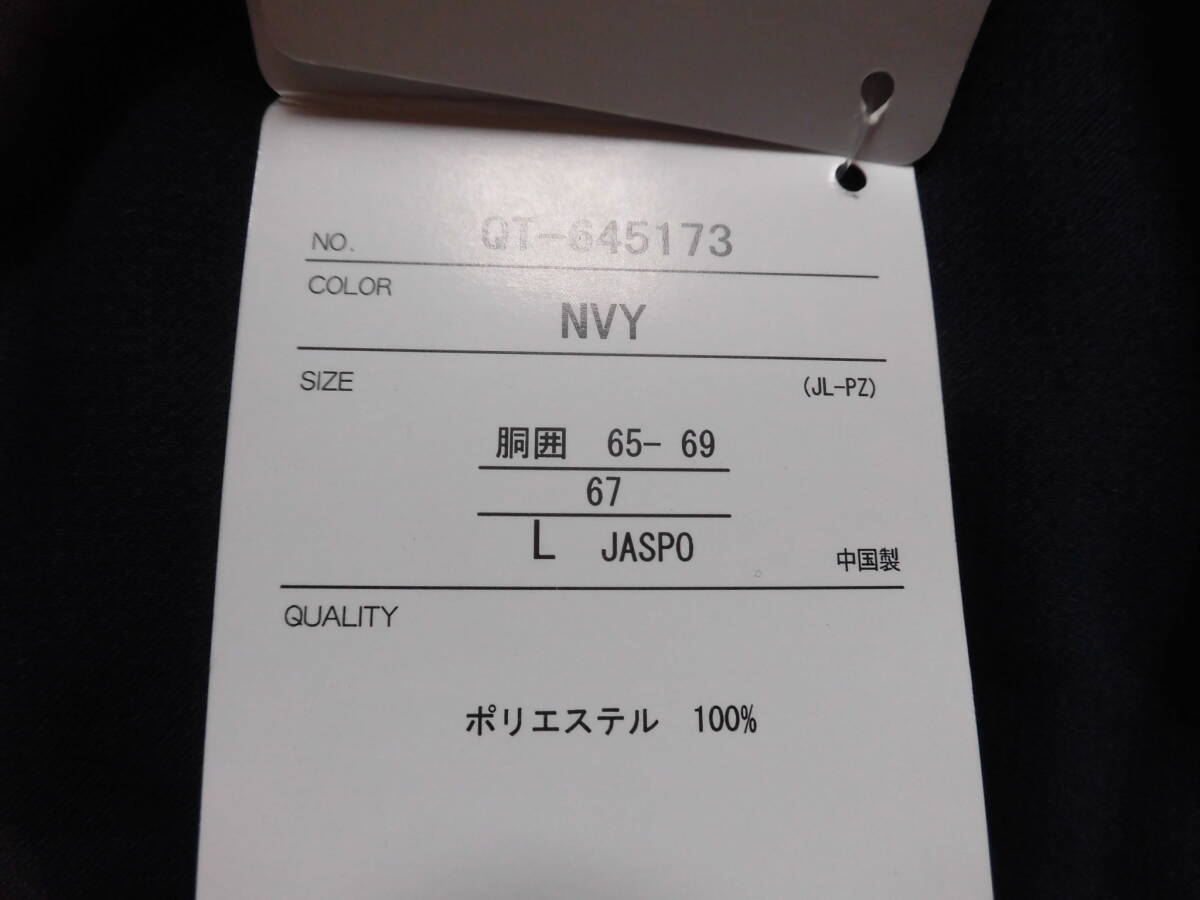 NO. QT-645173
COLOR
NVY
SIZE (JL-PZ)
胴囲 65- 69
67
L JASPO 中国製
QUALITY
ポリエステル 100%